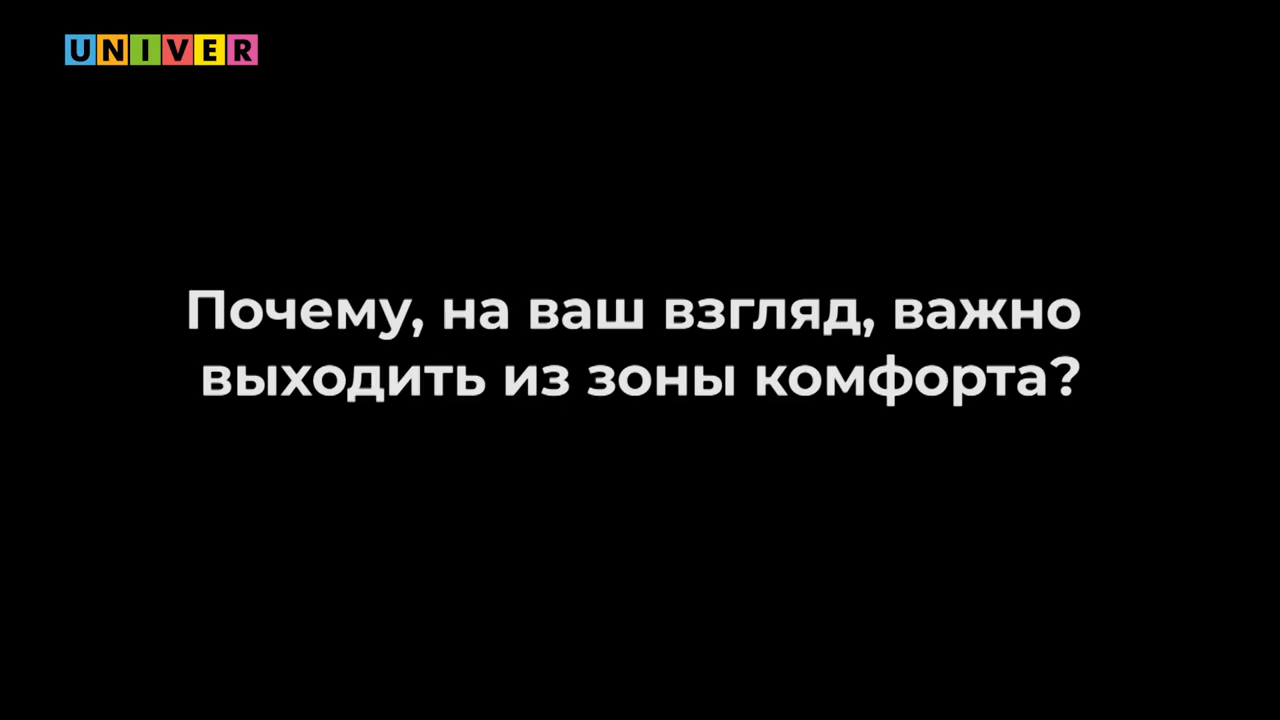 UNIVER
Почему, на ваш взгляд, важно
выходить из зоны комфорта?